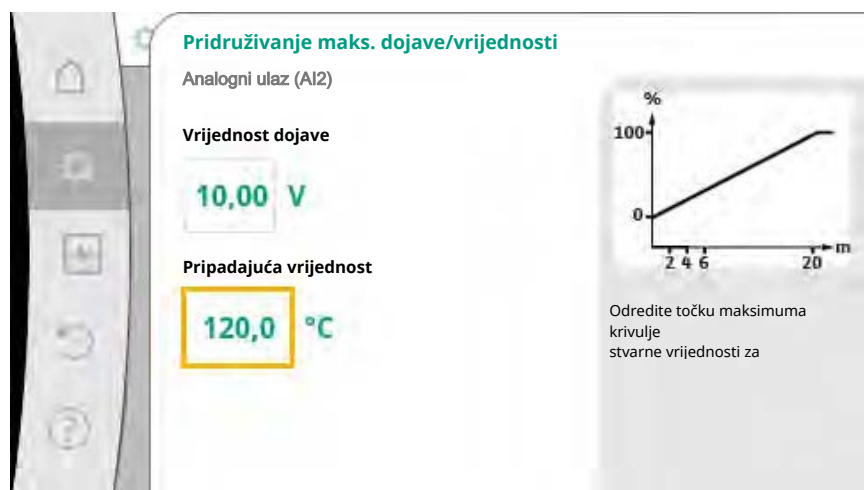 Pridruživanje maks. dojave/vrijednosti
Analogni ulaz (AI2)
Vrijednost dojave
10,00 V
Pripadajuća vrijednost
120,0 °C
%
100
0
2 4 6 20
m
Odredite točku maksimuma
krivulje
stvarne vrijednosti za